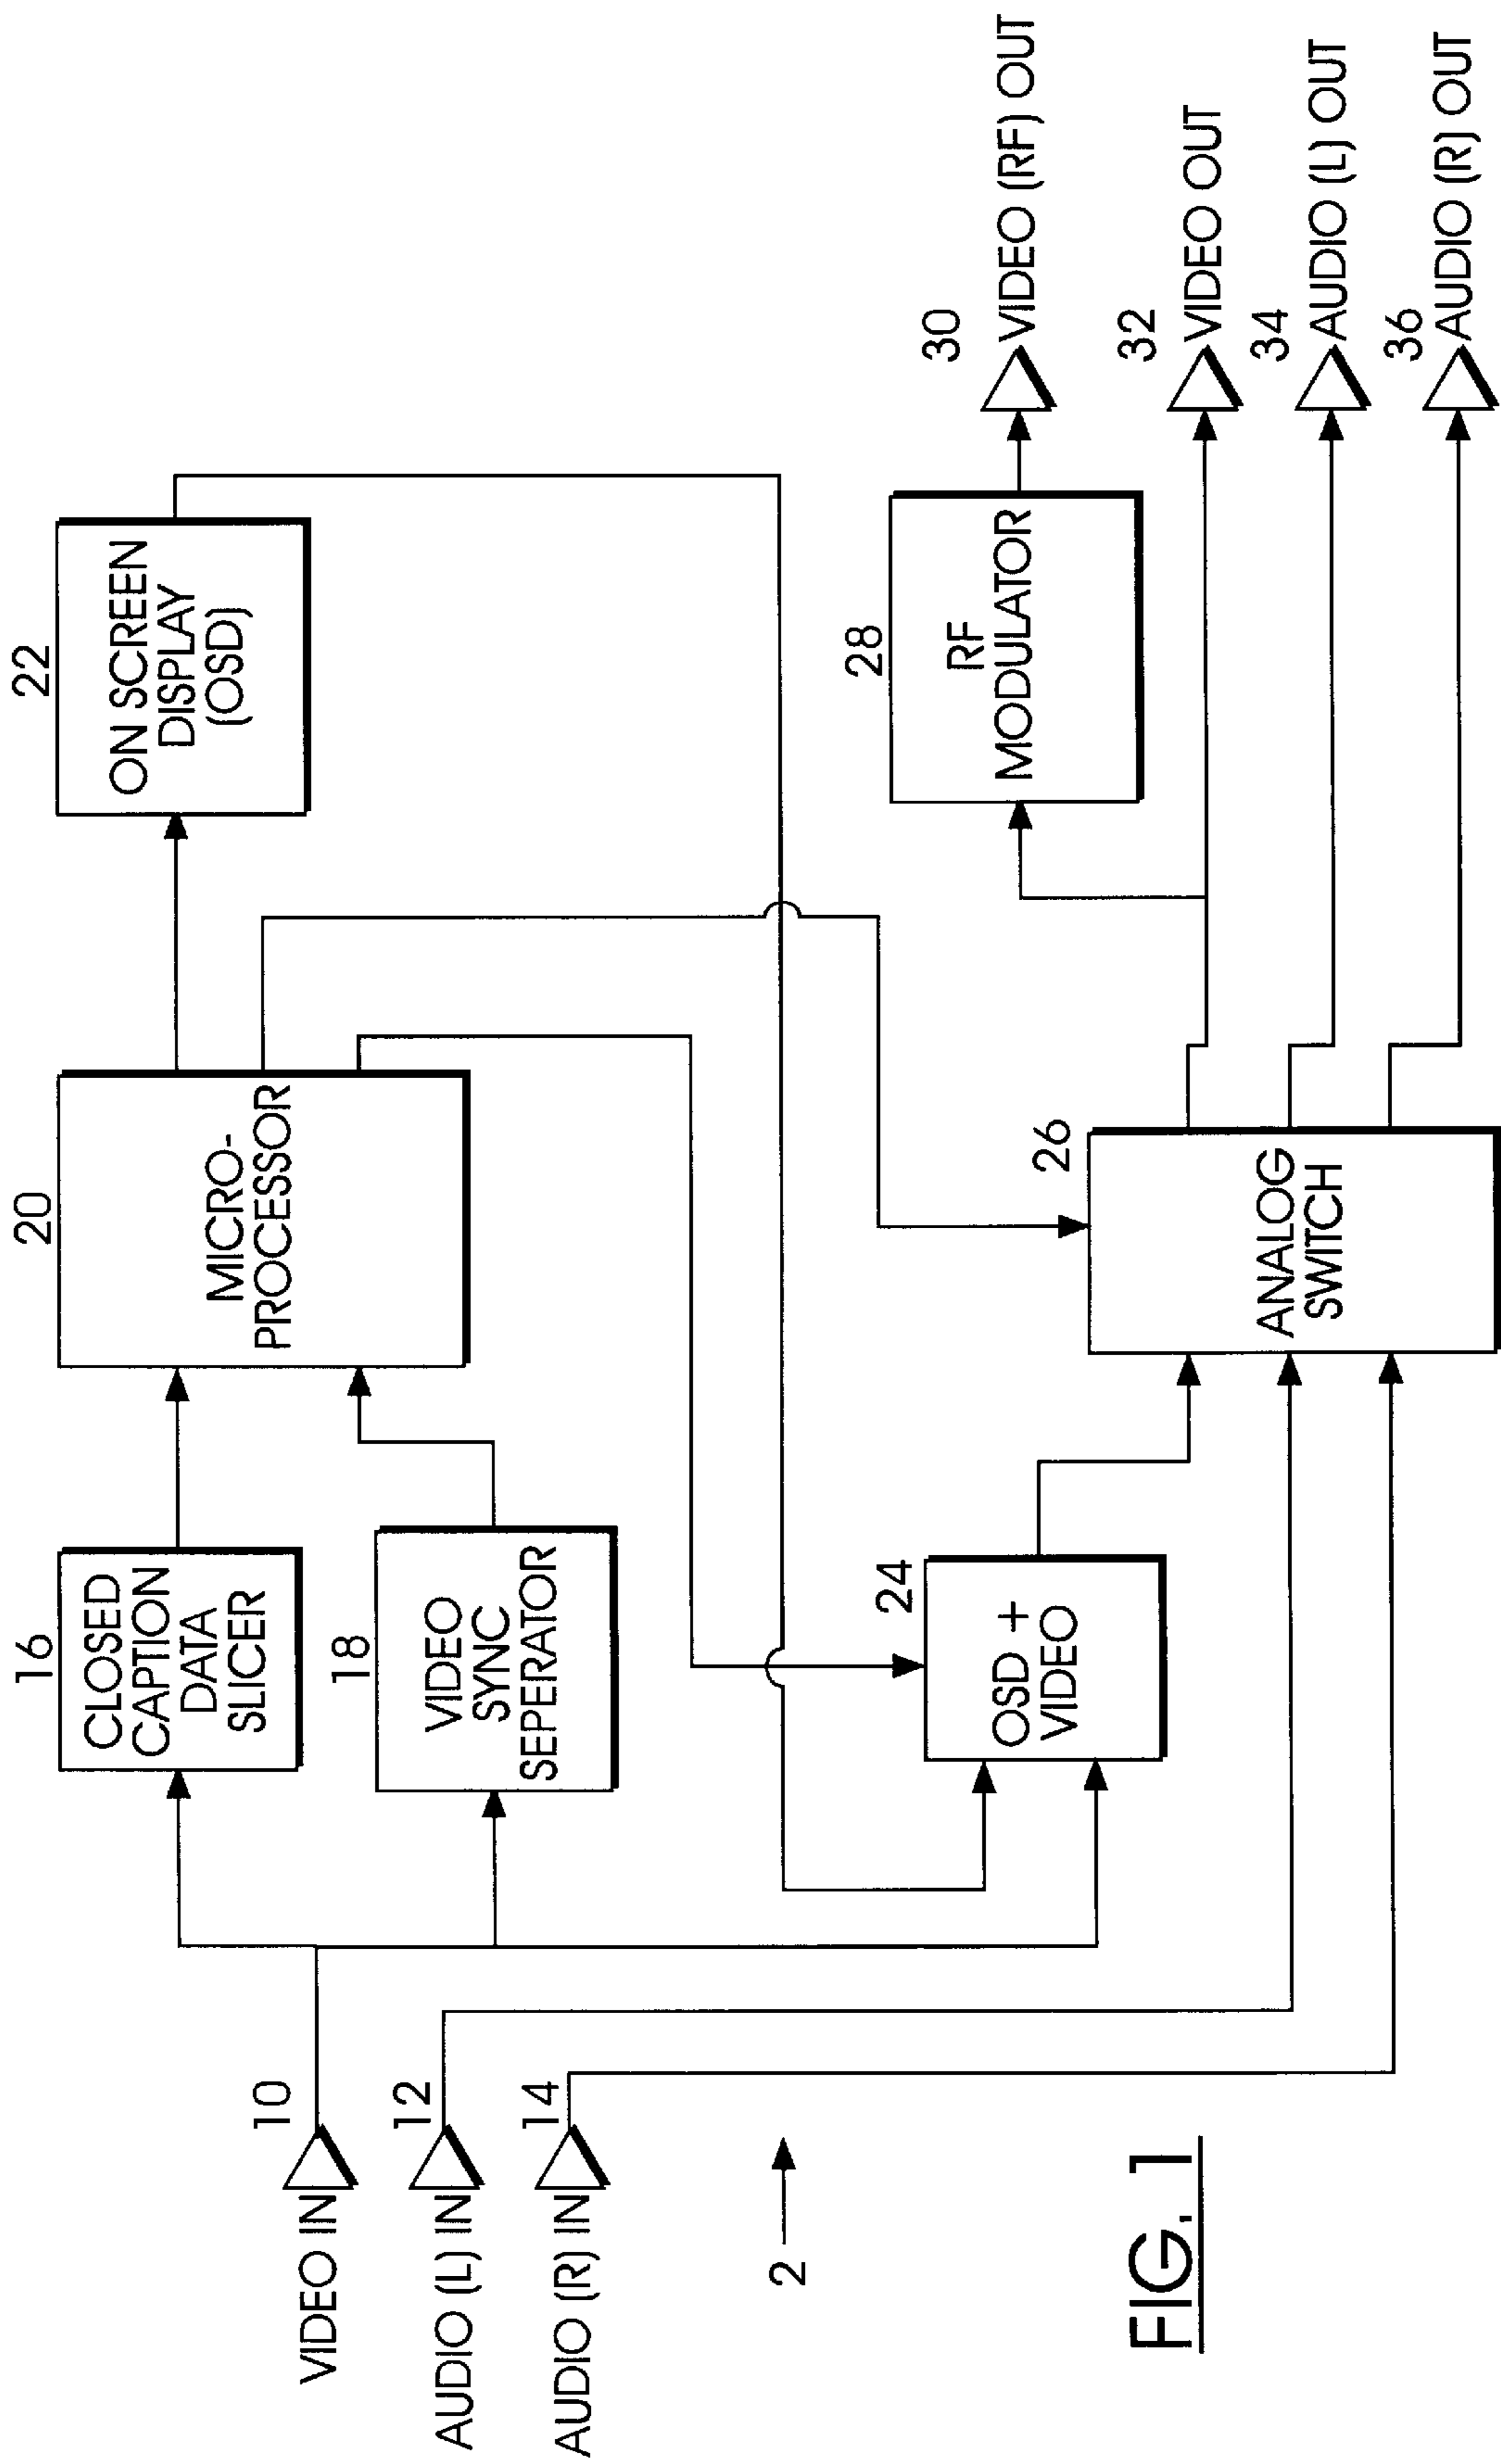 22
ON SCREEN
DISPLAY
(OSD)
20
MICRO-
PROCESSOR
16
CLOSED
CAPTION
DATA
SLICER
18
VIDEO
SYNC
SEPERATOR
10
VIDEO IN
12
AUDIO (L) IN
14
AUDIO (R) IN
2
24
OSD +
VIDEO
26
ANALOG
SWITCH
28
RF
MODULATOR
30
VIDEO (RF) OUT
32
VIDEO OUT
34
AUDIO (L) OUT
36
AUDIO (R) OUT
FIG. 1